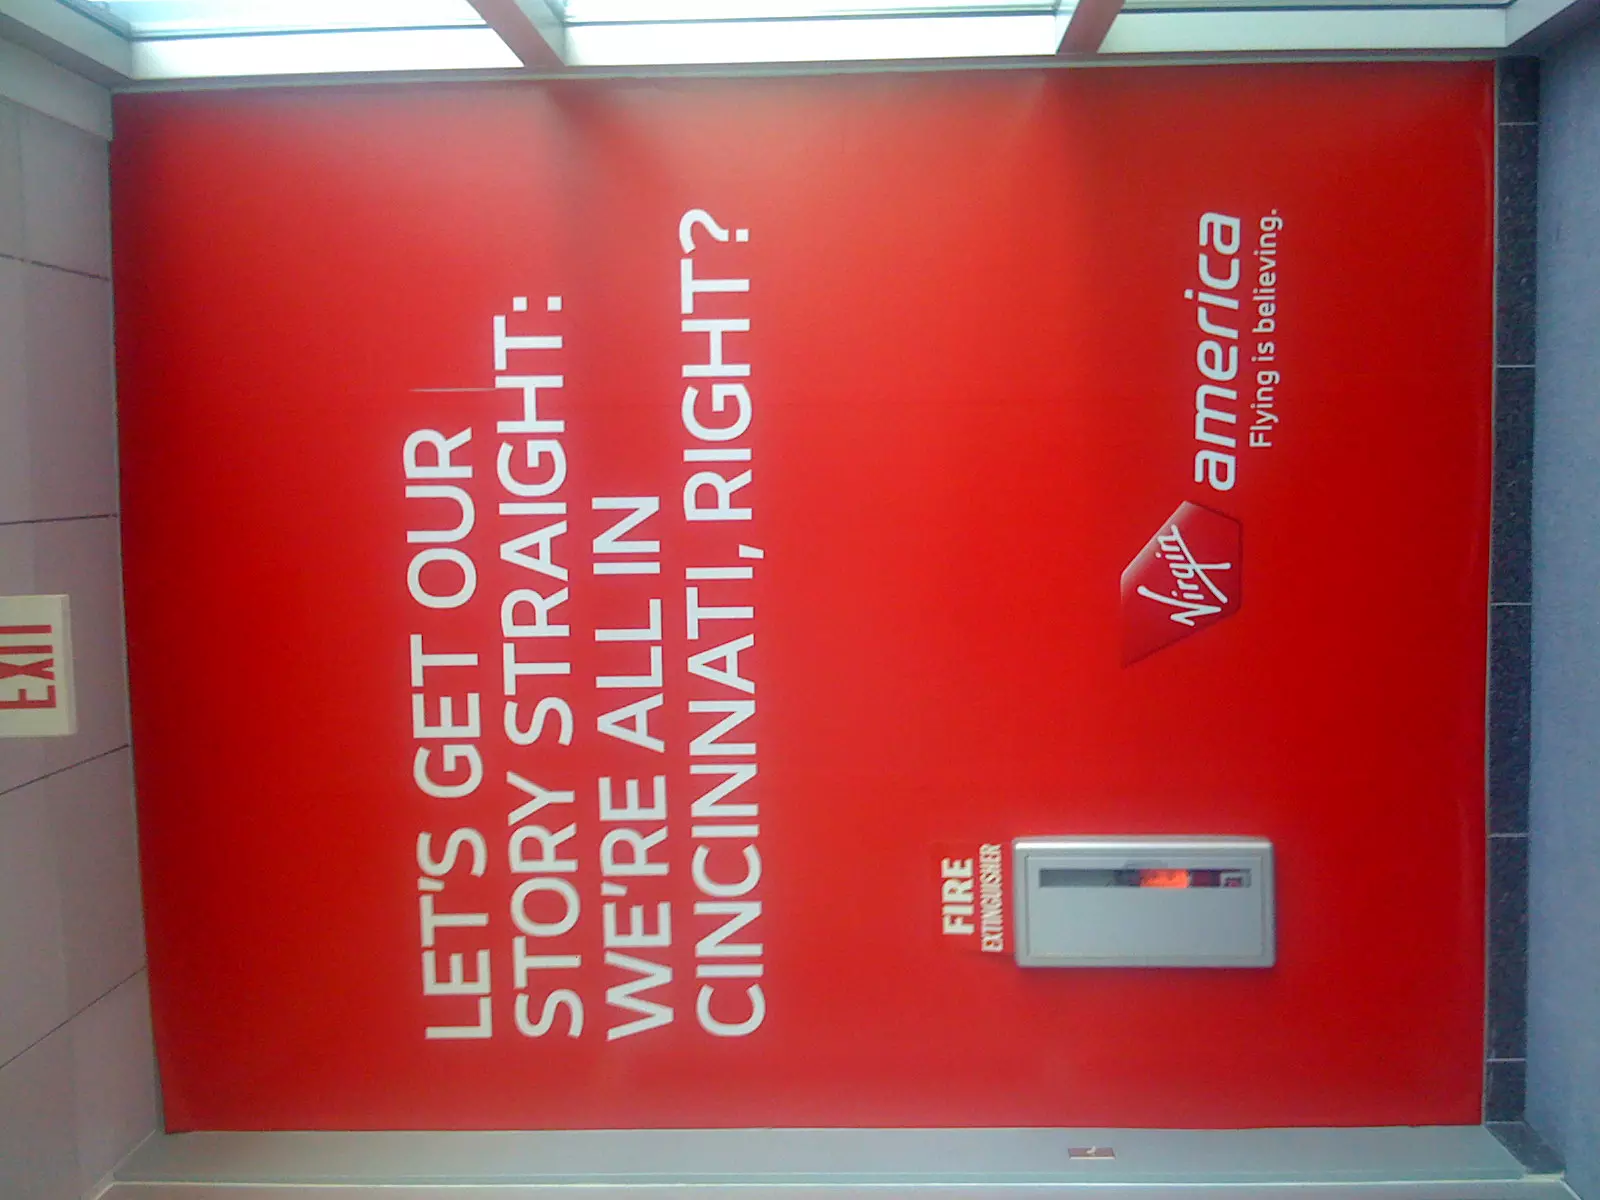 EXIT
LET'S GET OUR
STORY STRAIGHT:
WE'RE ALL IN
CINCINNATI, RIGHT?
FIRE
EXTINGUISHER
Virgin america
Flying is believing.